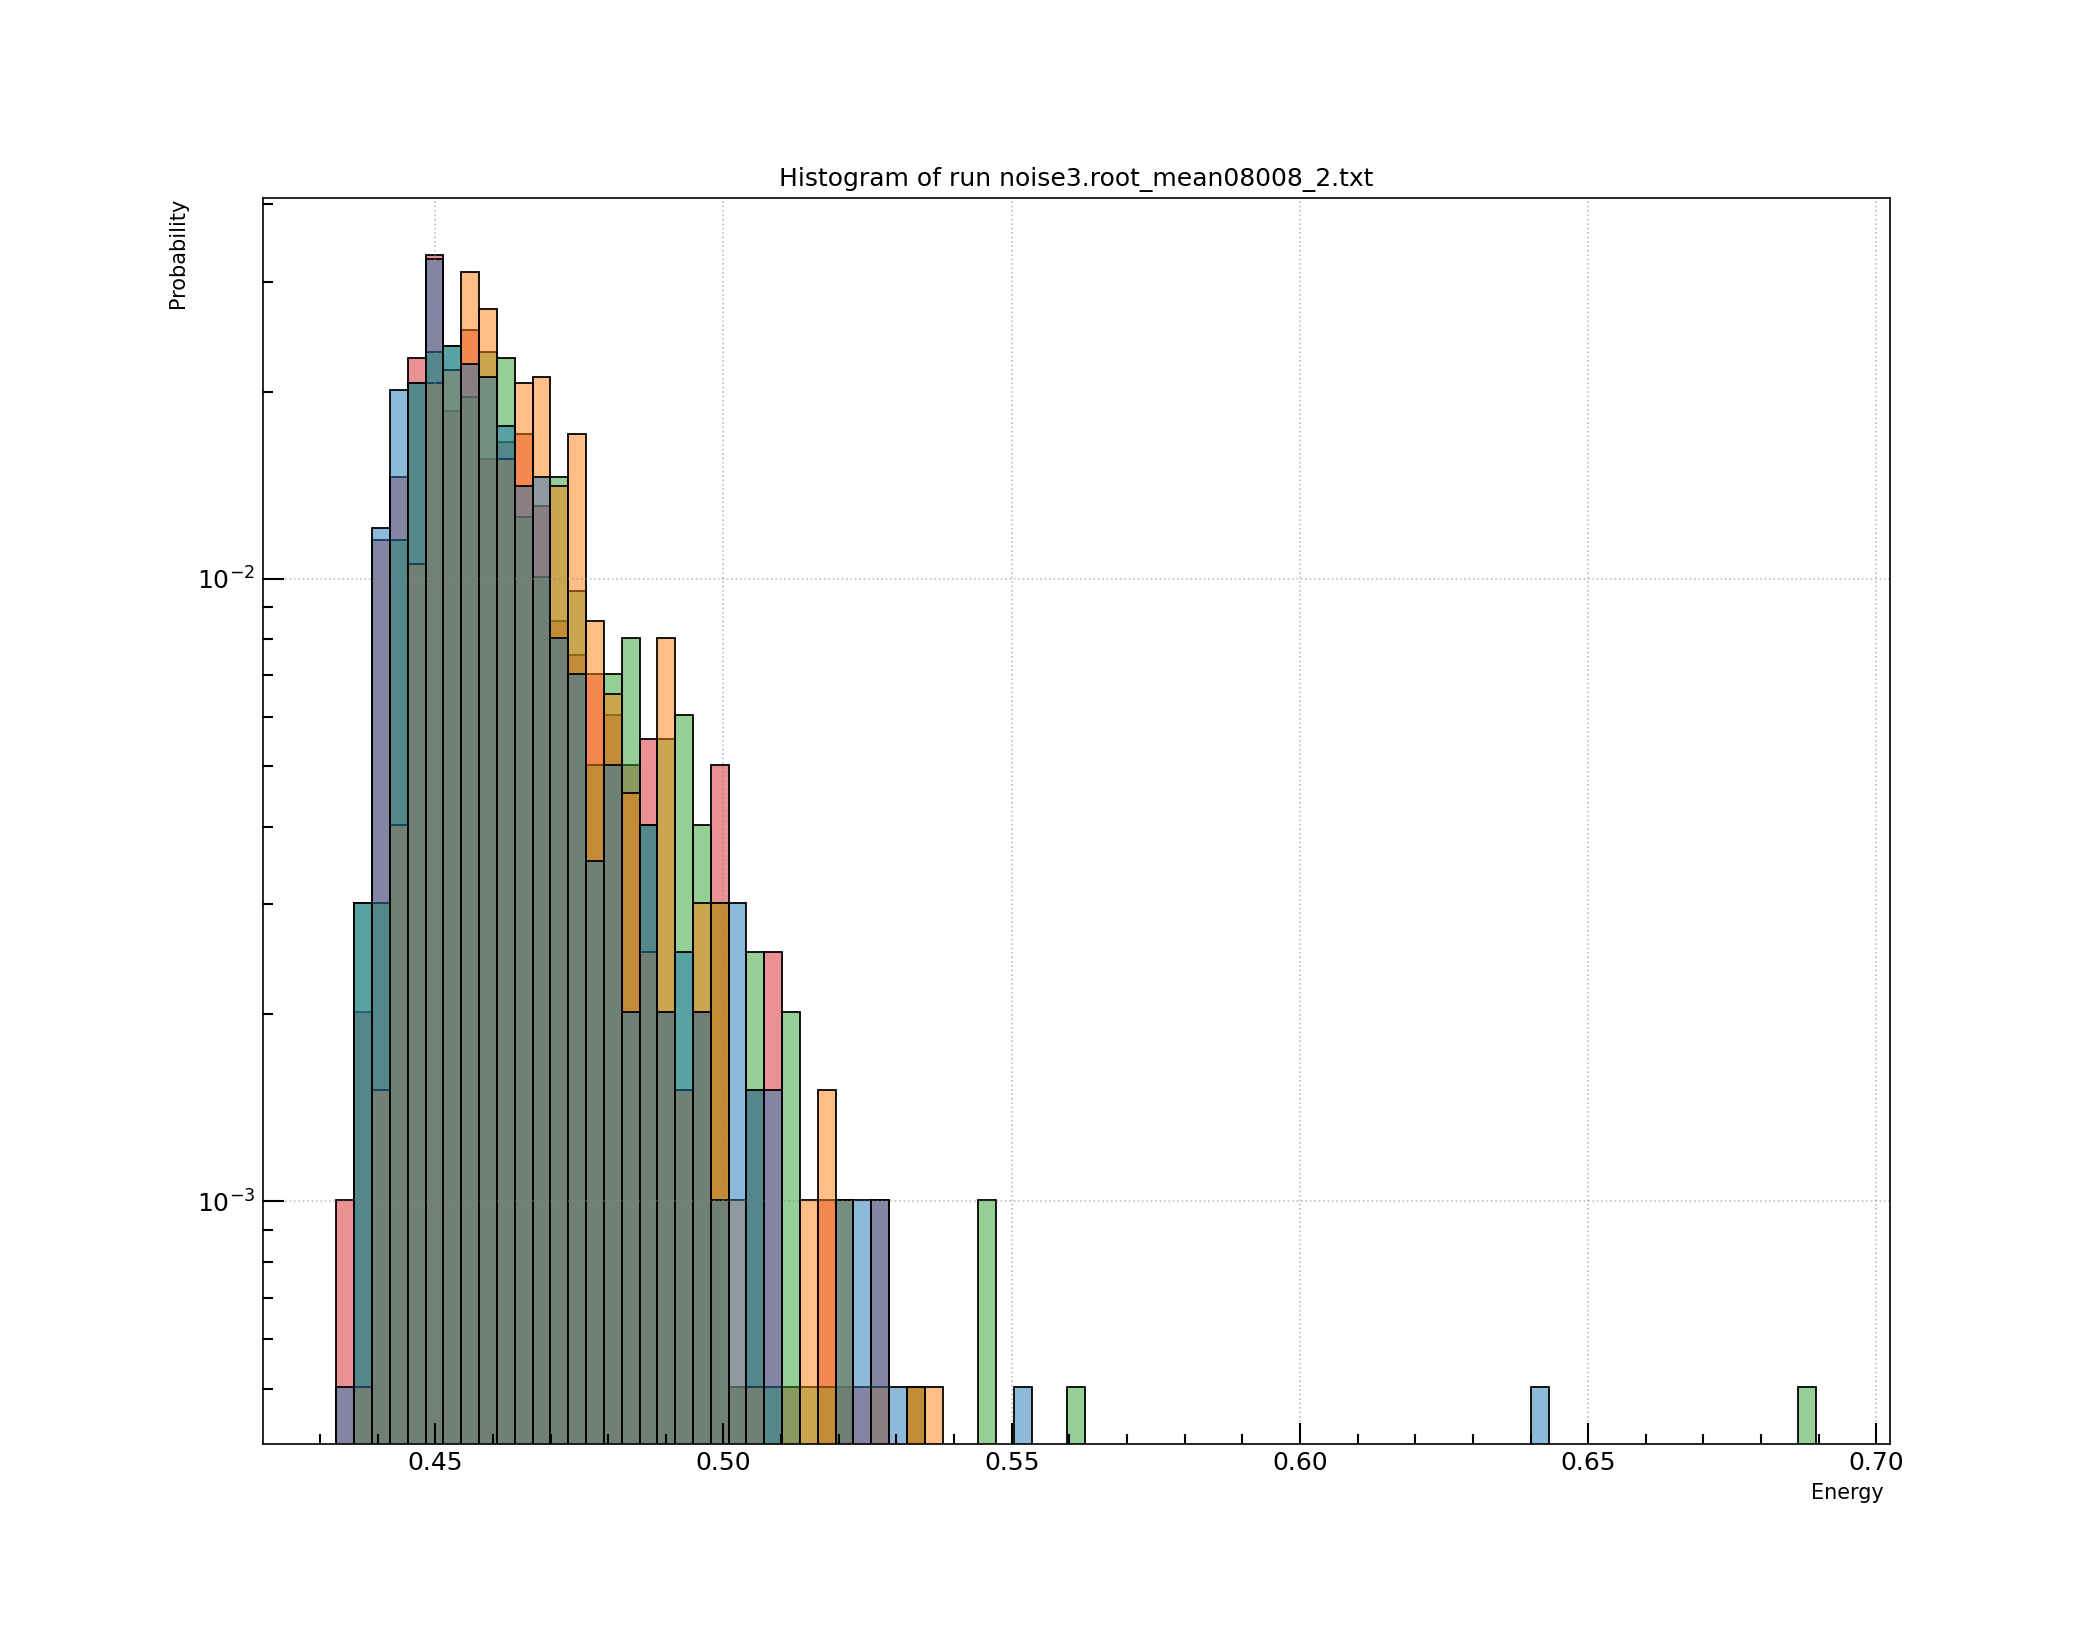 Histogram of run noise3.root_mean08008_2.txt
Probability
10⁻²
10⁻³
0.45 0.50 0.55 0.60 0.65 0.70
Energy